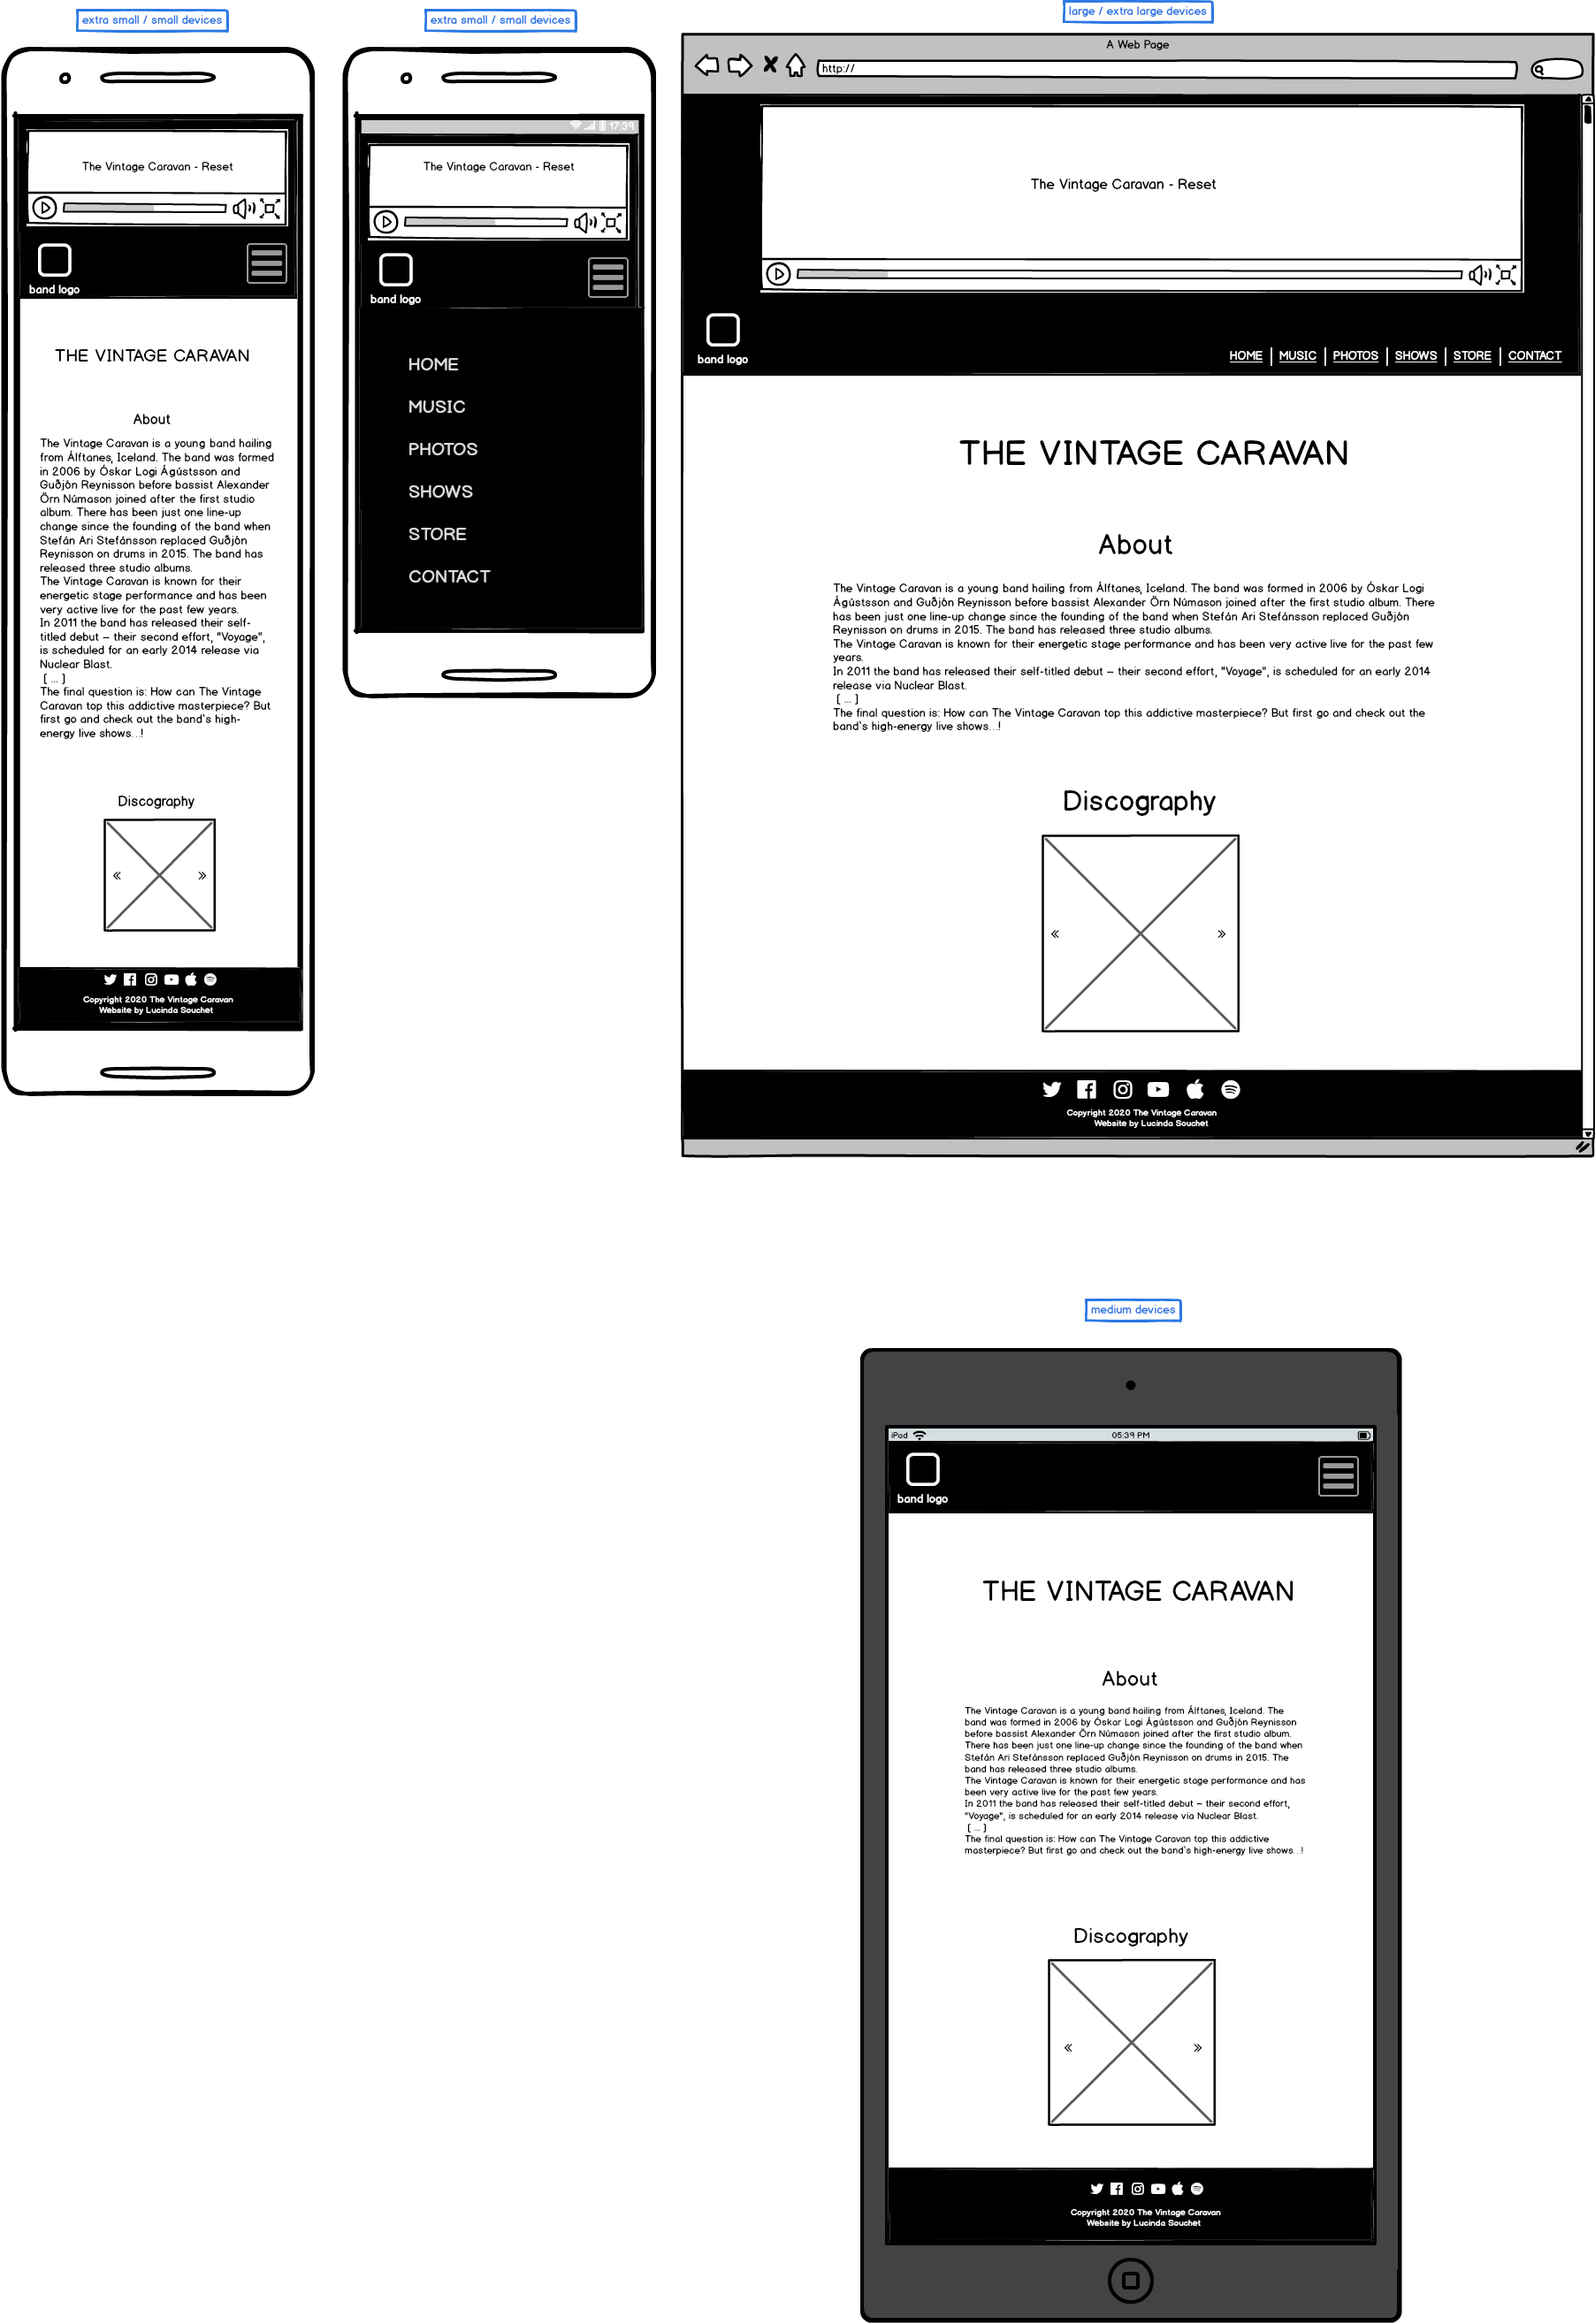 extra small / small devices
The Vintage Caravan - Reset
band logo
THE VINTAGE CARAVAN
About
The Vintage Caravan is a young band hailing
from Álftanes, Iceland. The band was formed
in 2006 by Óskar Logi Ágústsson and
Guðjón Reynisson before bassist Alexander
Örn Númason joined after the first studio
album. There has been just one line-up
change since the founding of the band when
Stefán Ari Stefánsson replaced Guðjón
Reynisson on drums in 2015. The band has
released three studio albums.
The Vintage Caravan is known for their
energetic stage performance and has been
very active live for the past few years.
In 2011 the band has released their self-
titled debut – their second effort, "Voyage",
is scheduled for an early 2014 release via
Nuclear Blast.
[ ... ]
The final question is: How can The Vintage
Caravan top this addictive masterpiece? But
first go and check out the band`s high-
energy live shows...!
Discography
« »
Copyright 2020 The Vintage Caravan
Website by Lucinda Souchet
extra small / small devices
17:39
The Vintage Caravan - Reset
band logo
HOME
MUSIC
PHOTOS
SHOWS
STORE
CONTACT
large / extra large devices
A Web Page
http://
The Vintage Caravan - Reset
band logo
HOME | MUSIC | PHOTOS | SHOWS | STORE | CONTACT
THE VINTAGE CARAVAN
About
The Vintage Caravan is a young band hailing from Álftanes, Iceland. The band was formed in 2006 by Óskar Logi
Ágústsson and Guðjón Reynisson before bassist Alexander Örn Númason joined after the first studio album. There
has been just one line-up change since the founding of the band when Stefán Ari Stefánsson replaced Guðjón
Reynisson on drums in 2015. The band has released three studio albums.
The Vintage Caravan is known for their energetic stage performance and has been very active live for the past few
years.
In 2011 the band has released their self-titled debut – their second effort, "Voyage", is scheduled for an early 2014
release via Nuclear Blast.
[ ... ]
The final question is: How can The Vintage Caravan top this addictive masterpiece? But first go and check out the
band`s high-energy live shows...!
Discography
« »
Copyright 2020 The Vintage Caravan
Website by Lucinda Souchet
medium devices
iPad 05:39 PM
band logo
THE VINTAGE CARAVAN
About
The Vintage Caravan is a young band hailing from Álftanes, Iceland. The
band was formed in 2006 by Óskar Logi Ágústsson and Guðjón Reynisson
before bassist Alexander Örn Númason joined after the first studio album.
There has been just one line-up change since the founding of the band when
Stefán Ari Stefánsson replaced Guðjón Reynisson on drums in 2015. The
band has released three studio albums.
The Vintage Caravan is known for their energetic stage performance and has
been very active live for the past few years.
In 2011 the band has released their self-titled debut – their second effort,
"Voyage", is scheduled for an early 2014 release via Nuclear Blast.
[ ... ]
The final question is: How can The Vintage Caravan top this addictive
masterpiece? But first go and check out the band`s high-energy live shows...!
Discography
« »
Copyright 2020 The Vintage Caravan
Website by Lucinda Souchet